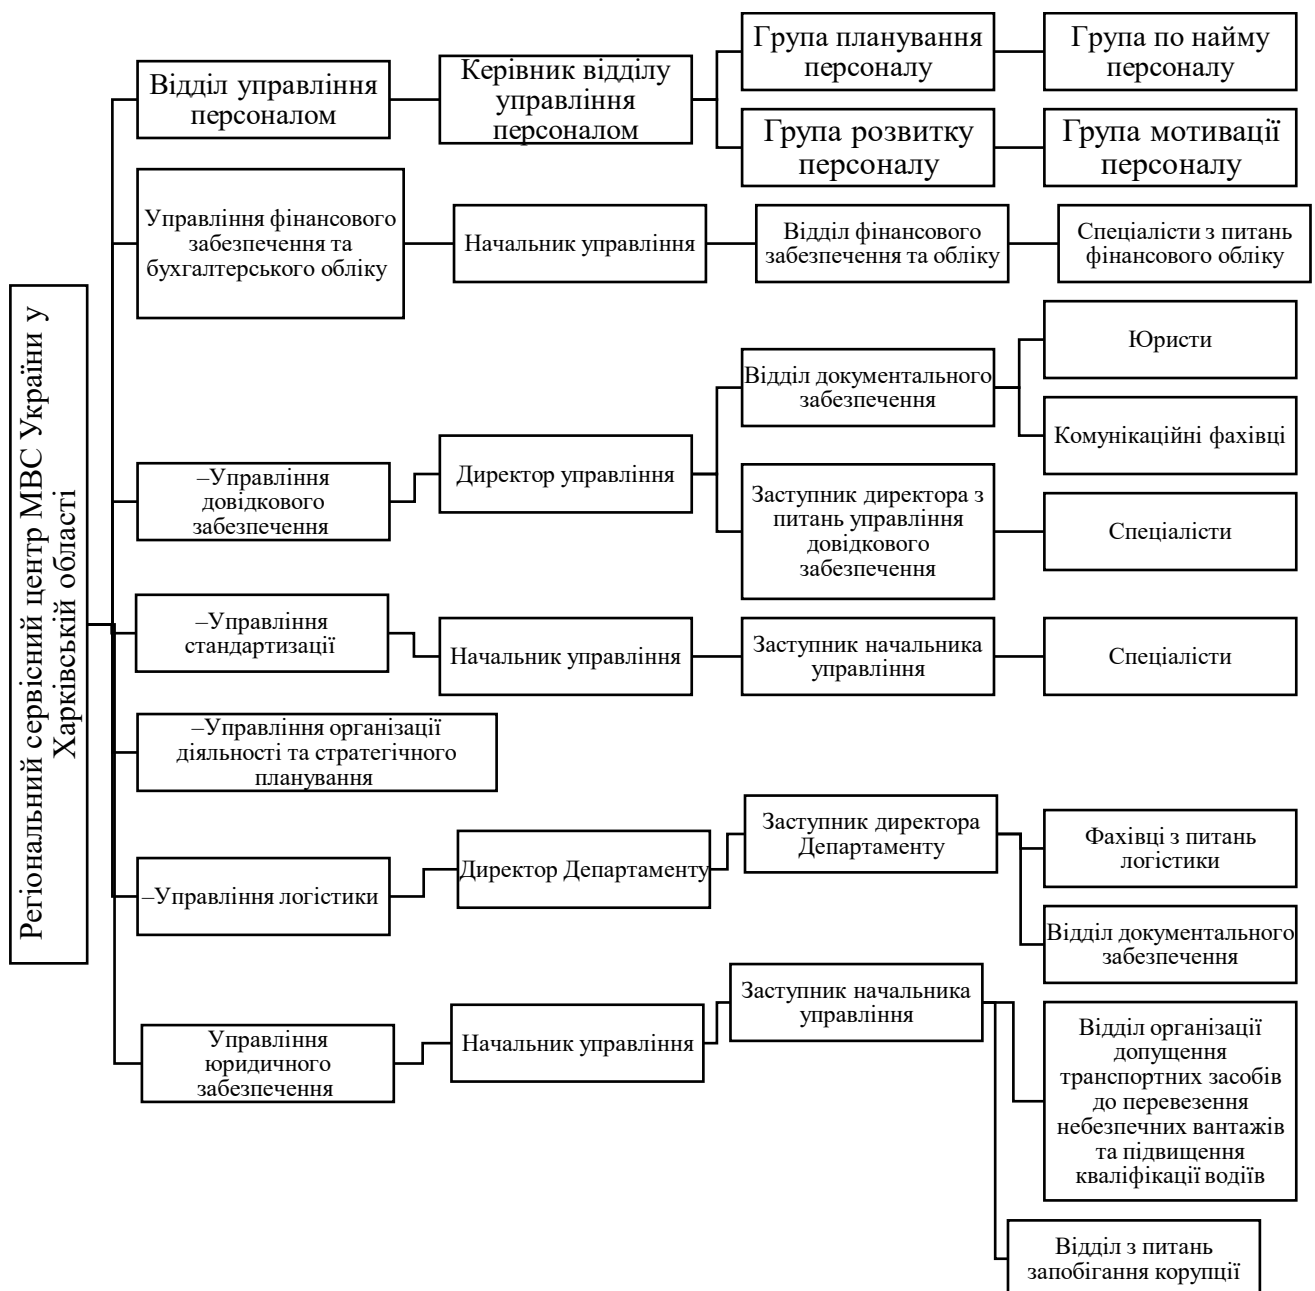 Регіональний сервісний центр МВС України у
Харківській області
Відділ управління
персоналом
Керівник відділу
управління
персоналом
Група планування
персоналу
Група по найму
персоналу
Група розвитку
персоналу
Група мотивації
персоналу
Управління фінансового
забезпечення та
бухгалтерського обліку
Начальник управління
Відділ фінансового
забезпечення та обліку
Спеціалісти з питань
фінансового обліку
–Управління
довідкового
забезпечення
Директор управління
Відділ документального
забезпечення
Юристи
Комунікаційні фахівці
Заступник директора з
питань управління
довідкового
забезпечення
Спеціалісти
–Управління
стандартизації
Начальник управління
Заступник начальника
управління
Спеціалісти
–Управління організації
діяльності та стратегічного
планування
–Управління логістики
Директор Департаменту
Заступник директора
Департаменту
Фахівці з питань
логістики
Відділ документального
забезпечення
Управління
юридичного
забезпечення
Начальник управління
Заступник начальника
управління
Відділ організації
допущення
транспортних засобів
до перевезення
небезпечних вантажів
та підвищення
кваліфікації водіїв
Відділ з питань
запобігання корупції